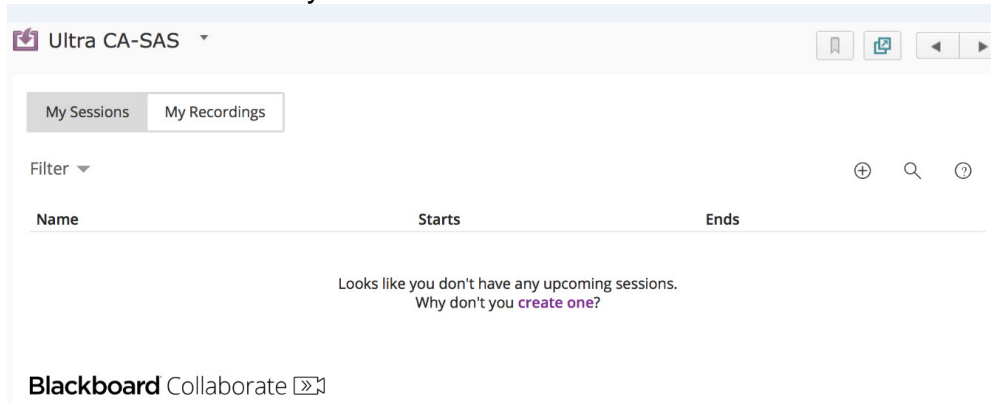 Ultra CA-SAS
My Sessions My Recordings
Filter
Name Starts Ends
Looks like you don't have any upcoming sessions.
Why don't you create one?
Blackboard Collaborate